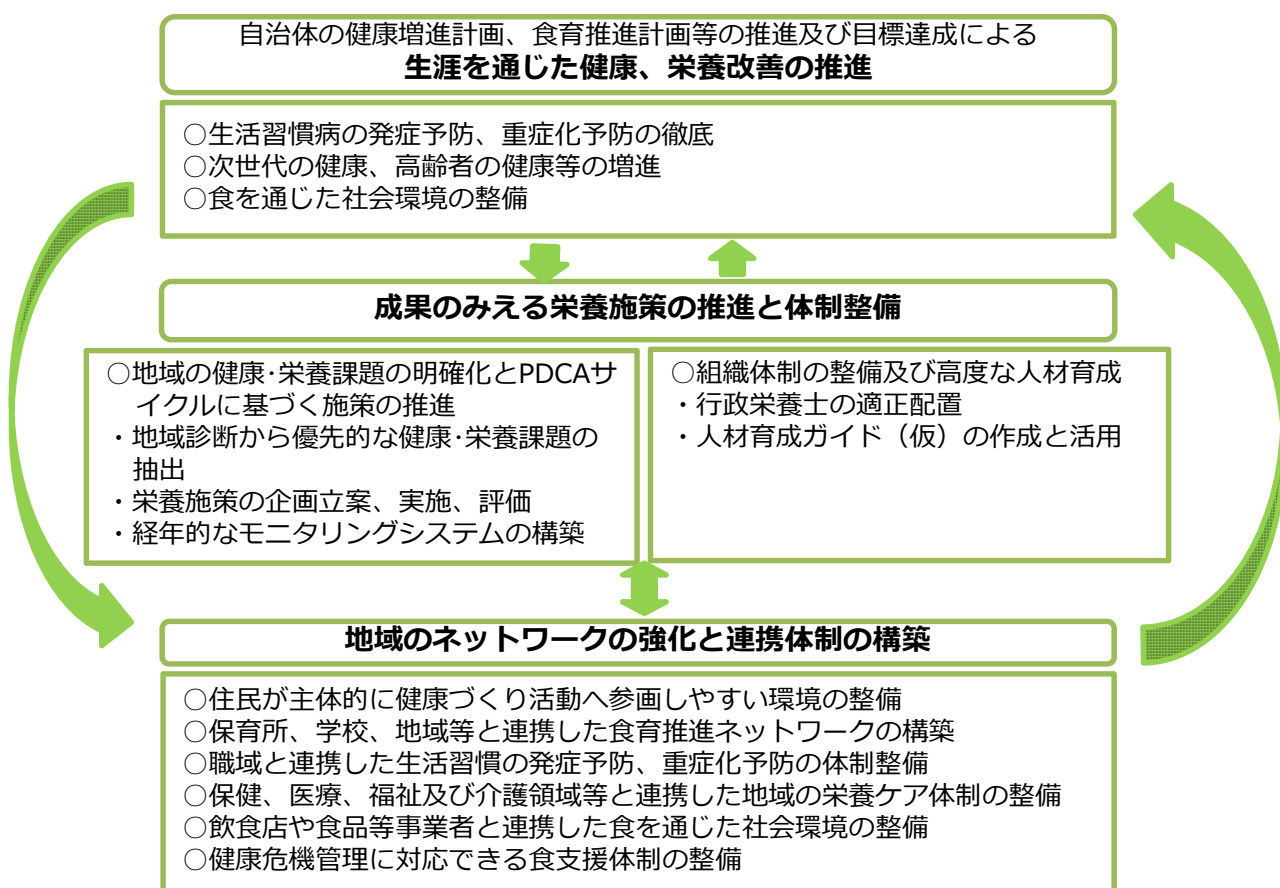 自治体の健康増進計画、食育推進計画等の推進及び目標達成による
生涯を通じた健康、栄養改善の推進
○生活習慣病の発症予防、重症化予防の徹底
○次世代の健康、高齢者の健康等の増進
○食を通じた社会環境の整備
成果のみえる栄養施策の推進と体制整備
○地域の健康･栄養課題の明確化とPDCAサ
イクルに基づく施策の推進
・地域診断から優先的な健康･栄養課題の
抽出
・栄養施策の企画立案、実施、評価
・経年的なモニタリングシステムの構築
○組織体制の整備及び高度な人材育成
・行政栄養士の適正配置
・人材育成ガイド（仮）の作成と活用
地域のネットワークの強化と連携体制の構築
○住民が主体的に健康づくり活動へ参画しやすい環境の整備
○保育所、学校、地域等と連携した食育推進ネットワークの構築
○職域と連携した生活習慣の発症予防、重症化予防の体制整備
○保健、医療、福祉及び介護領域等と連携した地域の栄養ケア体制の整備
○飲食店や食品等事業者と連携した食を通じた社会環境の整備
○健康危機管理に対応できる食支援体制の整備